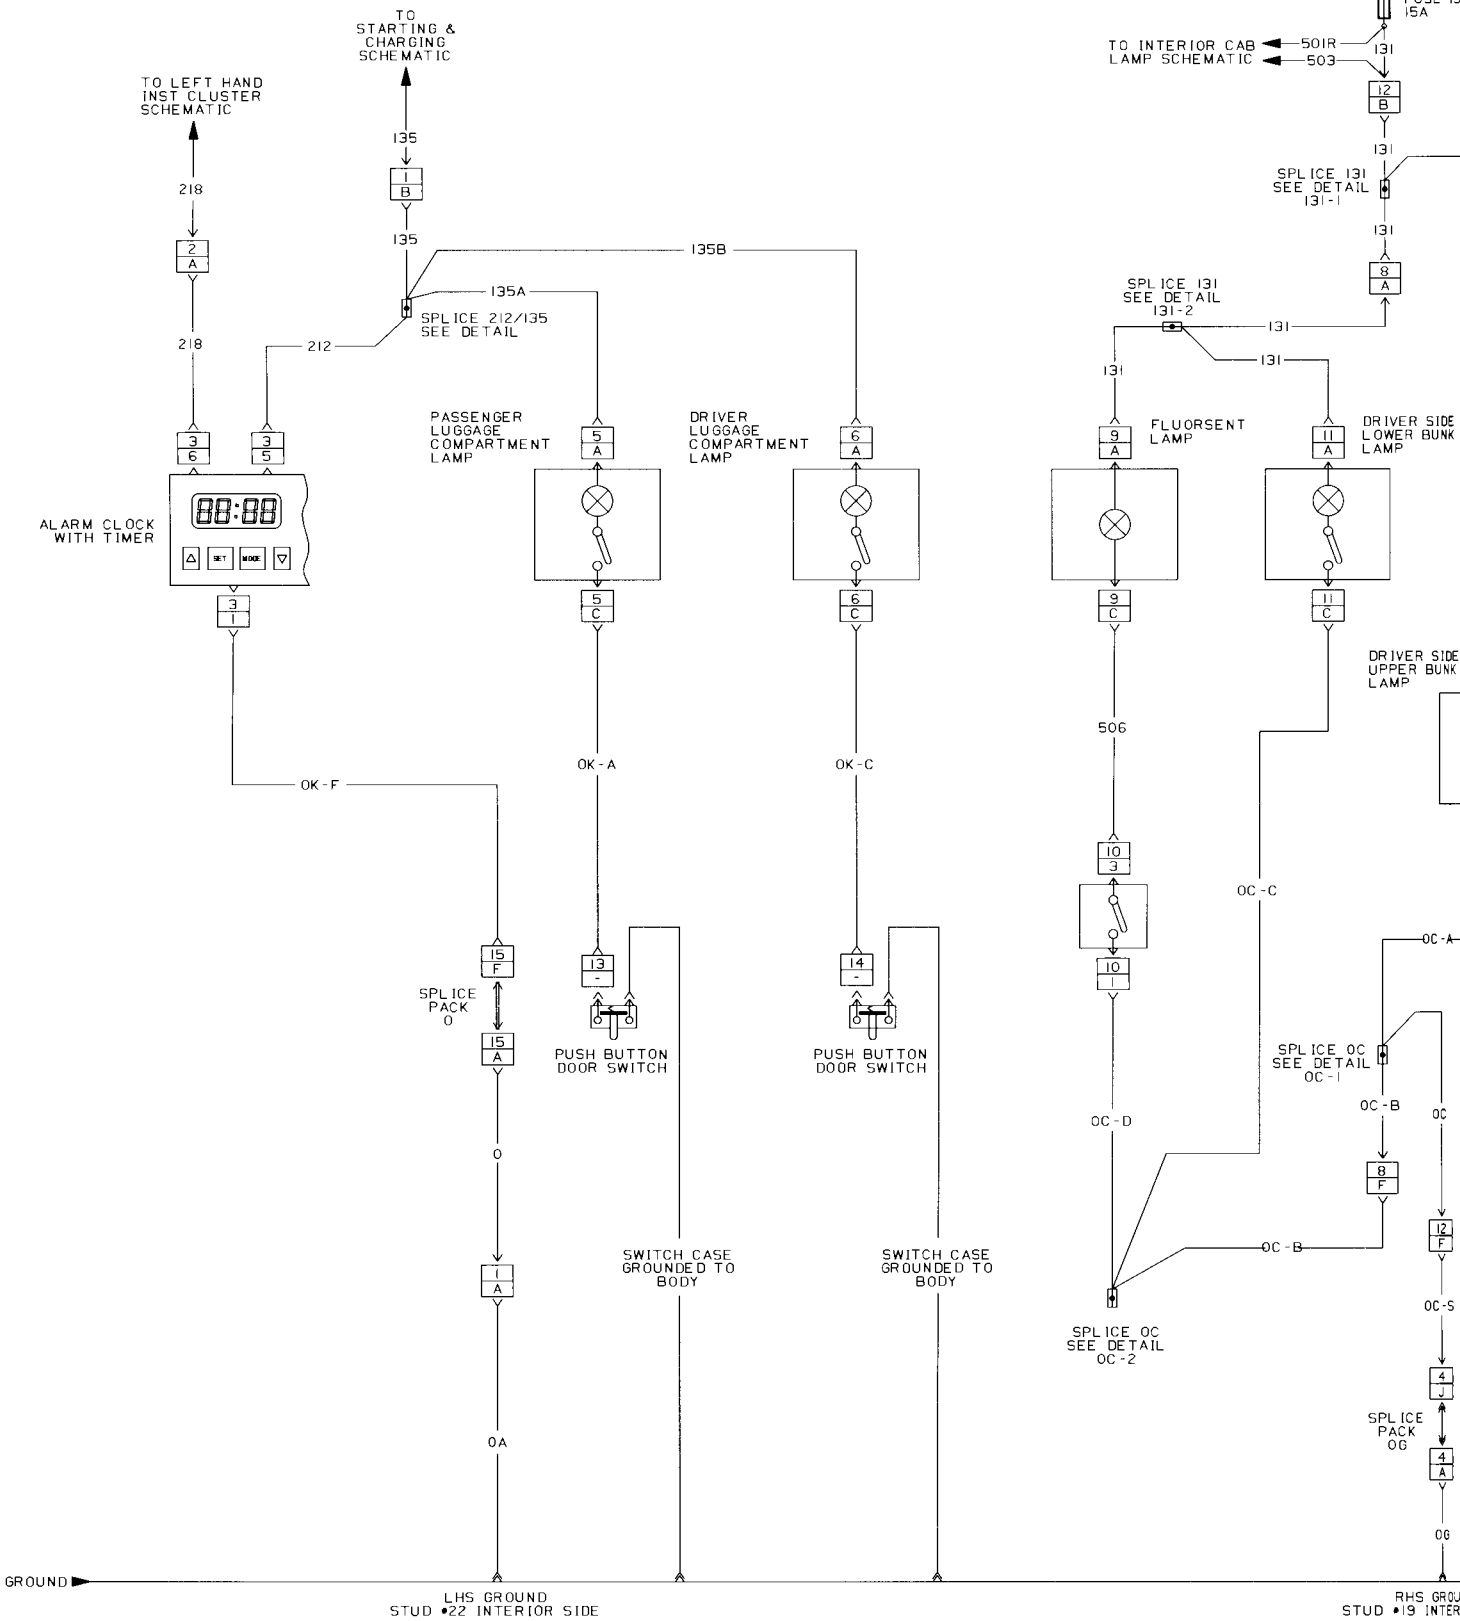 TO
STARTING &
CHARGING
SCHEMATIC
TO LEFT HAND
INST CLUSTER
SCHEMATIC
15A
TO INTERIOR CAB
LAMP SCHEMATIC
501R
503
131
12
B
131
SPLICE 131
SEE DETAIL
131-1
131
8
A
135
1
B
135
218
2
A
218
135B
135A
SPLICE 212/135
SEE DETAIL
212
SPLICE 131
SEE DETAIL
131-2
131
131
131
3
6
3
5
PASSENGER
LUGGAGE
COMPARTMENT
LAMP
5
A
DRIVER
LUGGAGE
COMPARTMENT
LAMP
6
A
9
A
FLUORSENT
LAMP
11
A
DRIVER SIDE
LOWER BUNK
LAMP
ALARM CLOCK
WITH TIMER
88:88
SET
MODE
3
1
5
C
6
C
9
C
11
C
DRIVER SIDE
UPPER BUNK
LAMP
506
OK-F
OK-A
OK-C
10
3
OC-C
10
1
OC-A
15
F
SPLICE
PACK
O
15
A
13
-
PUSH BUTTON
DOOR SWITCH
14
-
PUSH BUTTON
DOOR SWITCH
SPLICE OC
SEE DETAIL
OC-1
OC-B
OC
OC-D
O
8
F
12
F
OC-B
1
A
SWITCH CASE
GROUNDED TO
BODY
SWITCH CASE
GROUNDED TO
BODY
SPLICE OC
SEE DETAIL
OC-2
OC-S
4
J
SPLICE
PACK
OG
4
A
OA
OG
GROUND
LHS GROUND
STUD #22 INTERIOR SIDE
RHS GROU
STUD #19 INTER